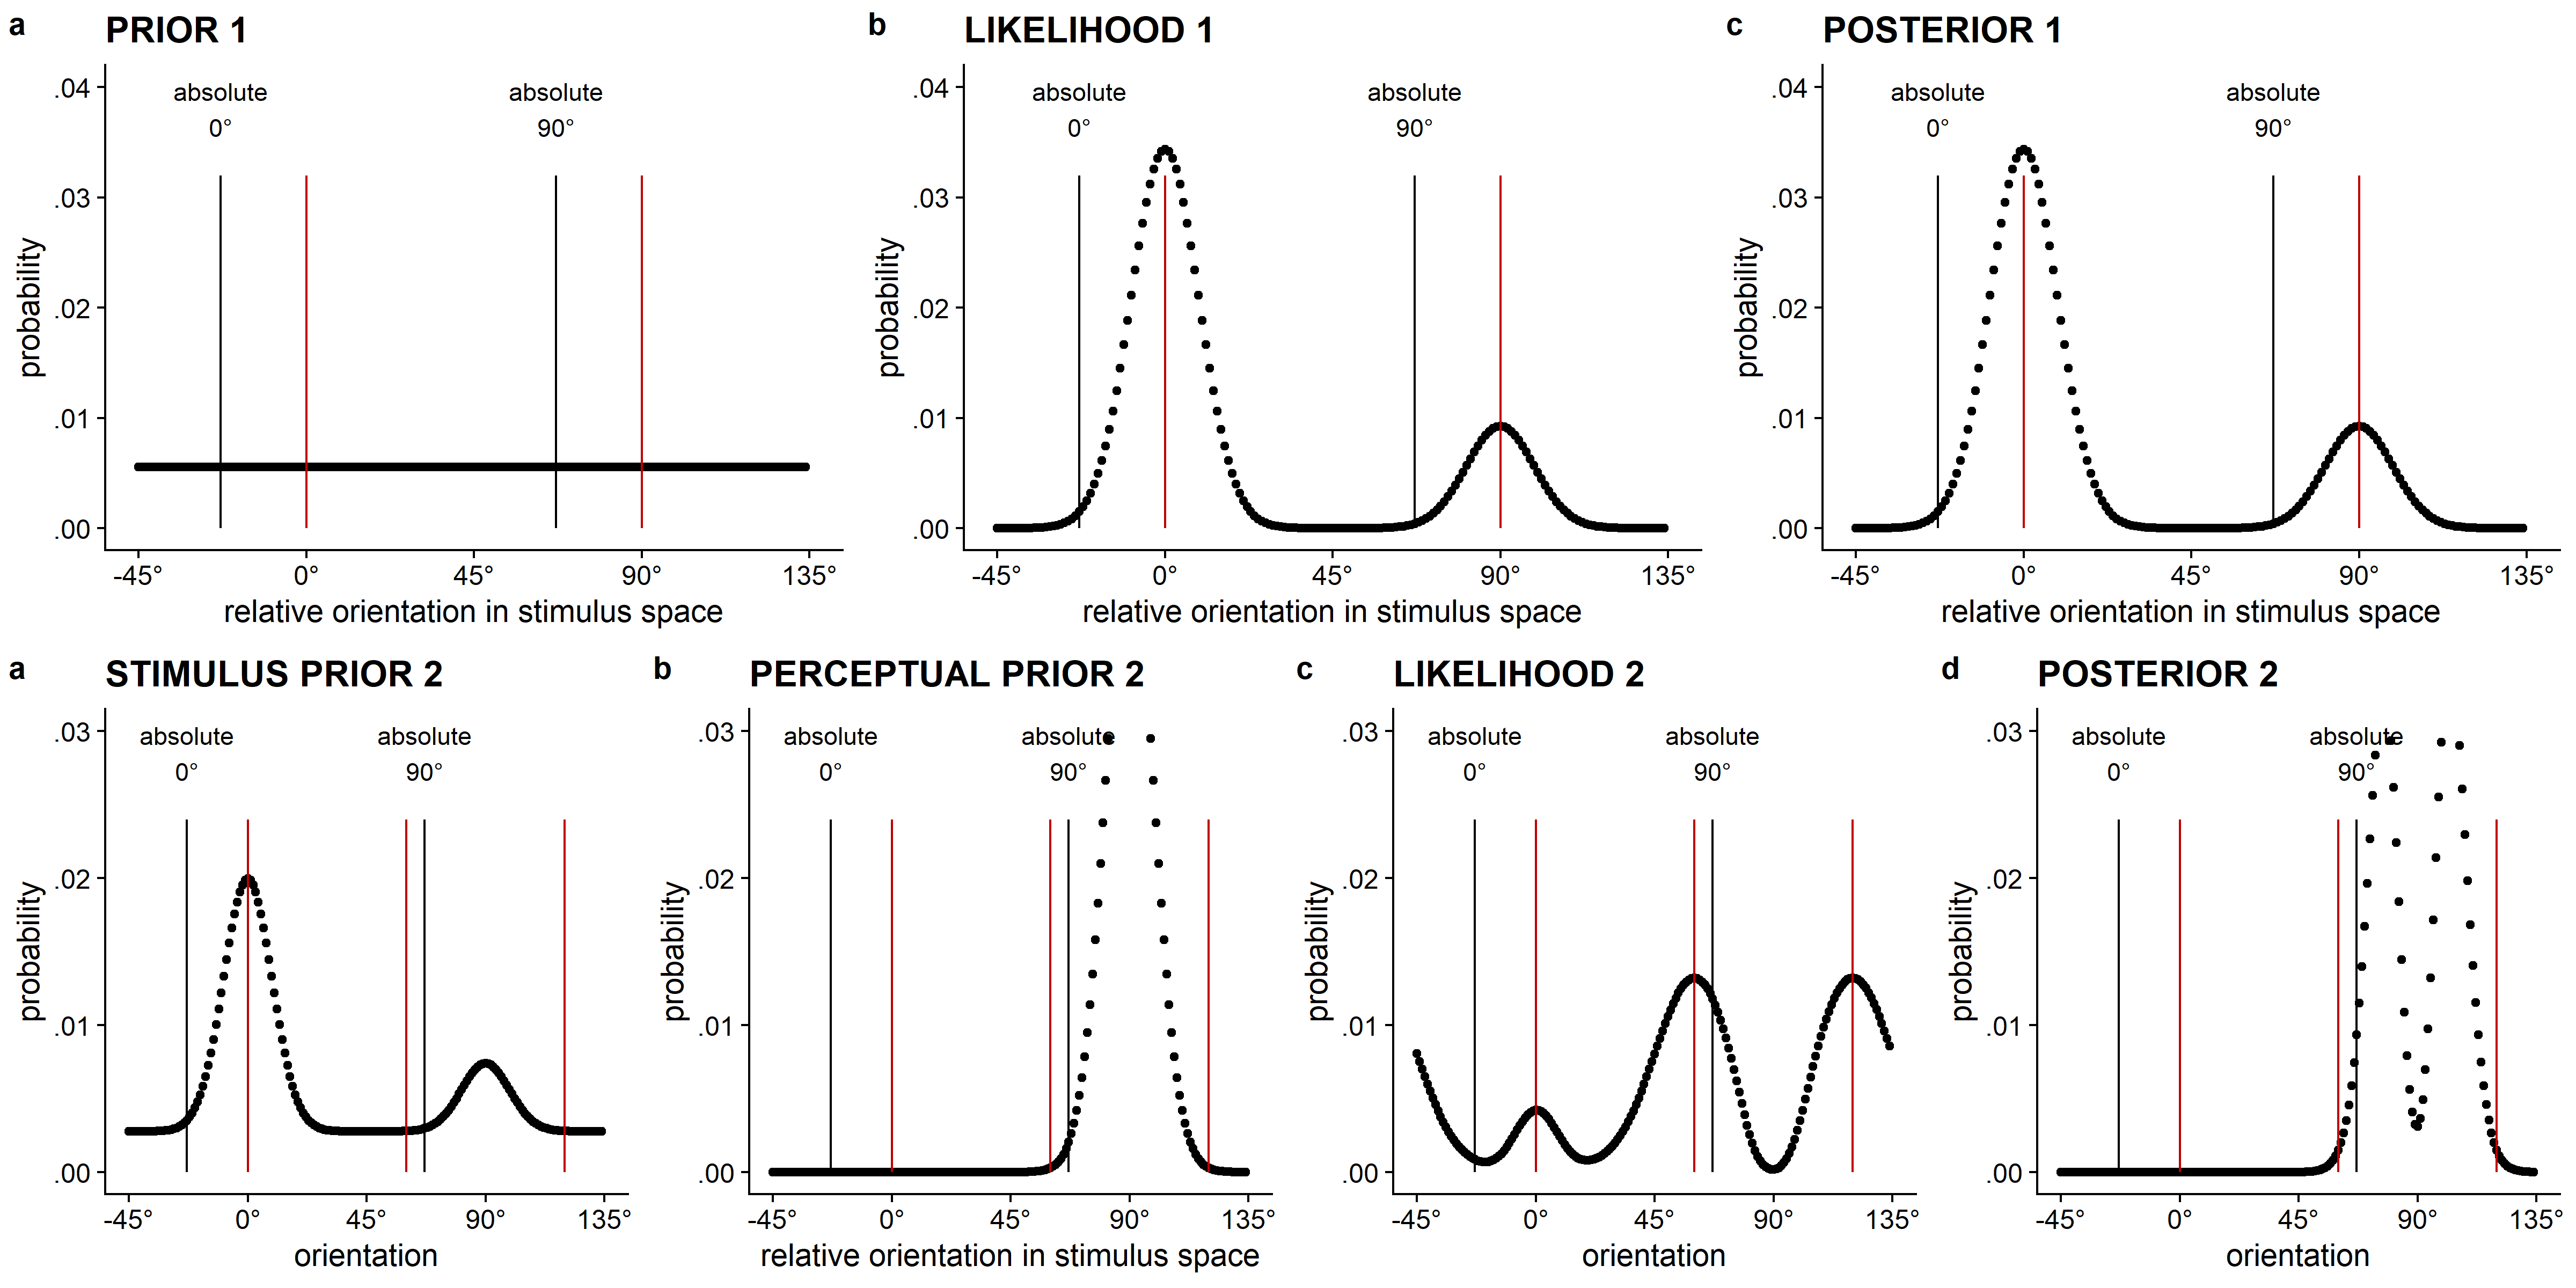 a PRIOR 1
.04
.03
.02
.01
.00
absolute
0°
absolute
90°
probability
-45° 0° 45° 90° 135°
relative orientation in stimulus space
b LIKELIHOOD 1
.04
.03
.02
.01
.00
absolute
0°
absolute
90°
probability
-45° 0° 45° 90° 135°
relative orientation in stimulus space
c POSTERIOR 1
.04
.03
.02
.01
.00
absolute
0°
absolute
90°
probability
-45° 0° 45° 90° 135°
relative orientation in stimulus space
a STIMULUS PRIOR 2
.03
.02
.01
.00
absolute
0°
absolute
90°
probability
-45° 0° 45° 90° 135°
orientation
b PERCEPTUAL PRIOR 2
.03
.02
.01
.00
absolute
0°
absolute
90°
probability
-45° 0° 45° 90° 135°
relative orientation in stimulus space
c LIKELIHOOD 2
.03
.02
.01
.00
absolute
0°
absolute
90°
probability
-45° 0° 45° 90° 135°
orientation
d POSTERIOR 2
.03
.02
.01
.00
absolute
0°
absolute
90°
probability
-45° 0° 45° 90° 135°
orientation